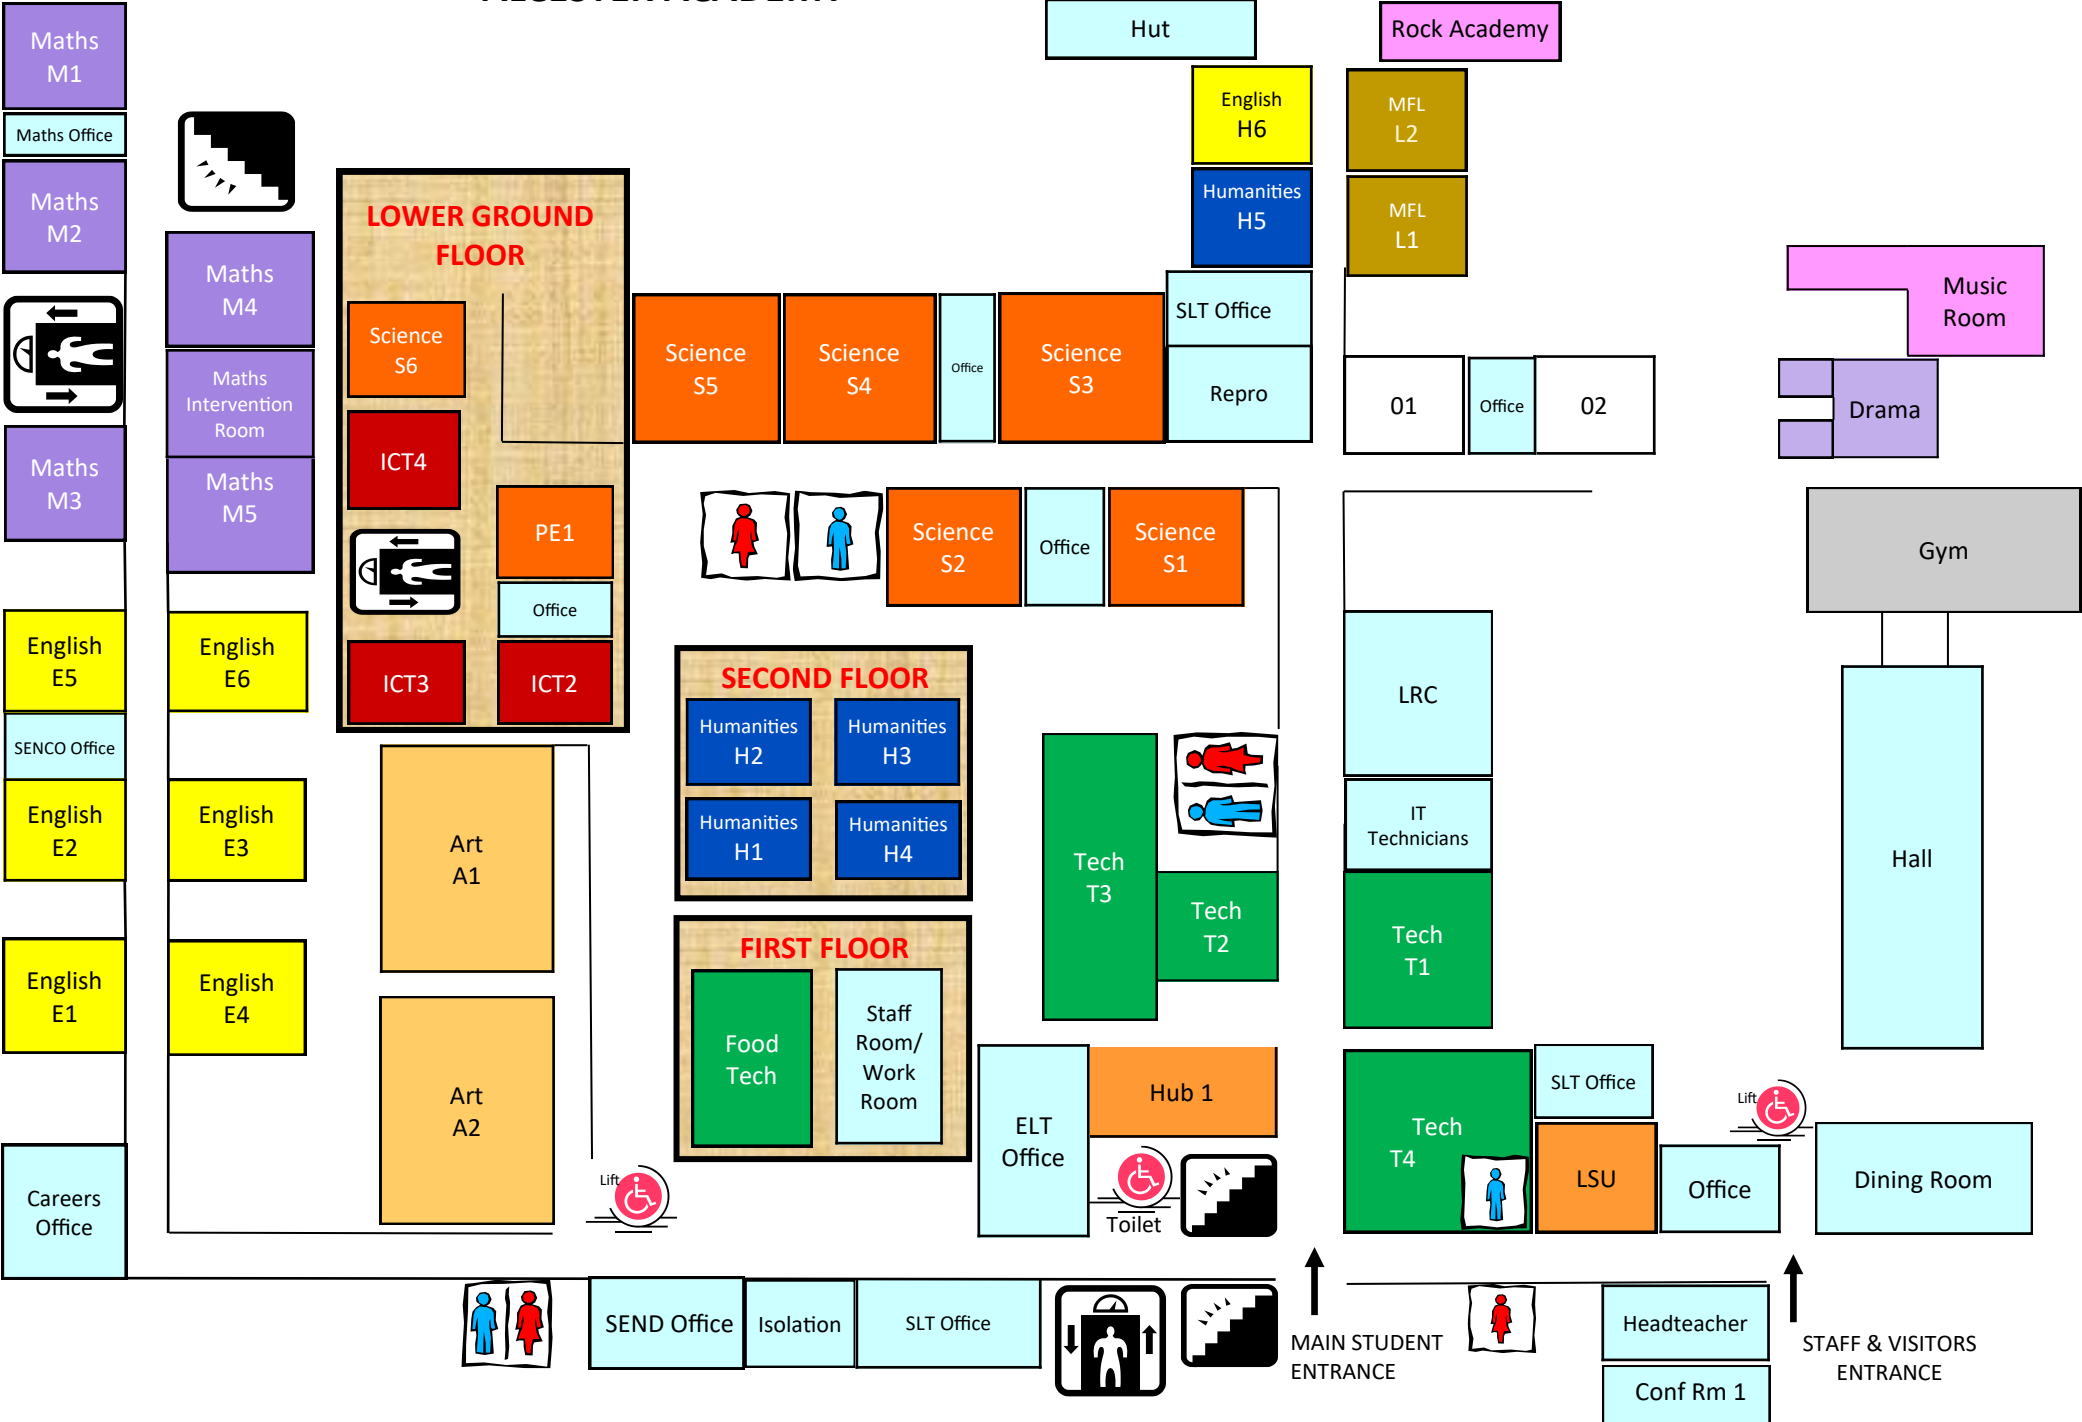 Hut
Rock Academy
Maths
M1
Maths Office
Maths
M2
Maths
M3
Maths
M4
Maths
Intervention
Room
Maths
M5
English
E5
SENCO Office
English
E2
English
E1
English
E6
English
E3
English
E4
Careers
Office
LOWER GROUND
FLOOR
Science
S6
ICT4
PE1
Office
ICT3
ICT2
Art
A1
Art
A2
Lift
Science
S5
Science
S4
Office
Science
S3
English
H6
Humanities
H5
SLT Office
Repro
MFL
L2
MFL
L1
01
Office
02
Music
Room
Drama
Gym
Hall
Science
S2
Office
Science
S1
SECOND FLOOR
Humanities
H2
Humanities
H3
Humanities
H1
Humanities
H4
FIRST FLOOR
Food
Tech
Staff
Room/
Work
Room
Tech
T3
Tech
T2
LRC
IT
Technicians
Tech
T1
ELT
Office
Hub 1
Toilet
Tech
T4
SLT Office
LSU
Office
Lift
Dining Room
SEND Office
Isolation
SLT Office
MAIN STUDENT
ENTRANCE
Headteacher
Conf Rm 1
STAFF & VISITORS
ENTRANCE